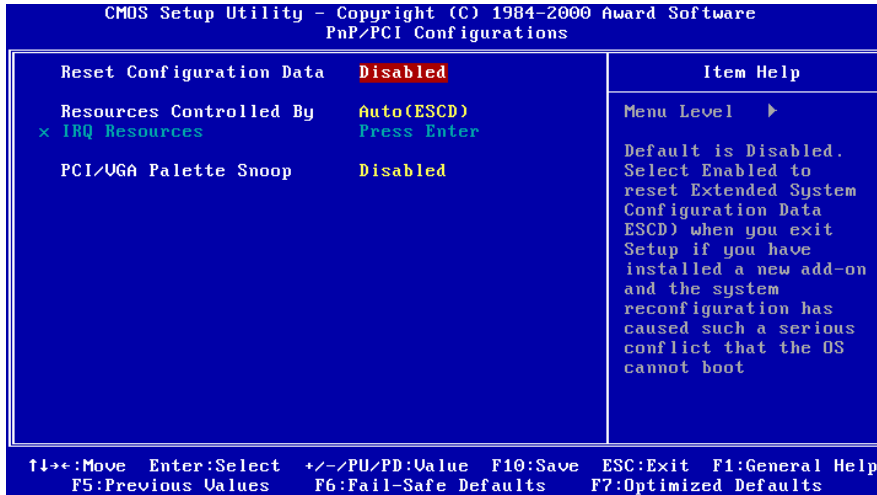 CMOS Setup Utility – Copyright (C) 1984-2000 Award Software
PnP/PCI Configurations
Reset Configuration Data Disabled
Resources Controlled By Auto(ESCD)
x IRQ Resources Press Enter
PCI/VGA Palette Snoop Disabled
Item Help
Menu Level ▶
Default is Disabled.
Select Enabled to
reset Extended System
Configuration Data
ESCD) when you exit
Setup if you have
installed a new add-on
and the system
reconfiguration has
caused such a serious
conflict that the OS
cannot boot
↑↓→←:Move Enter:Select +/-/PU/PD:Value F10:Save ESC:Exit F1:General Help
F5:Previous Values F6:Fail-Safe Defaults F7:Optimized Defaults